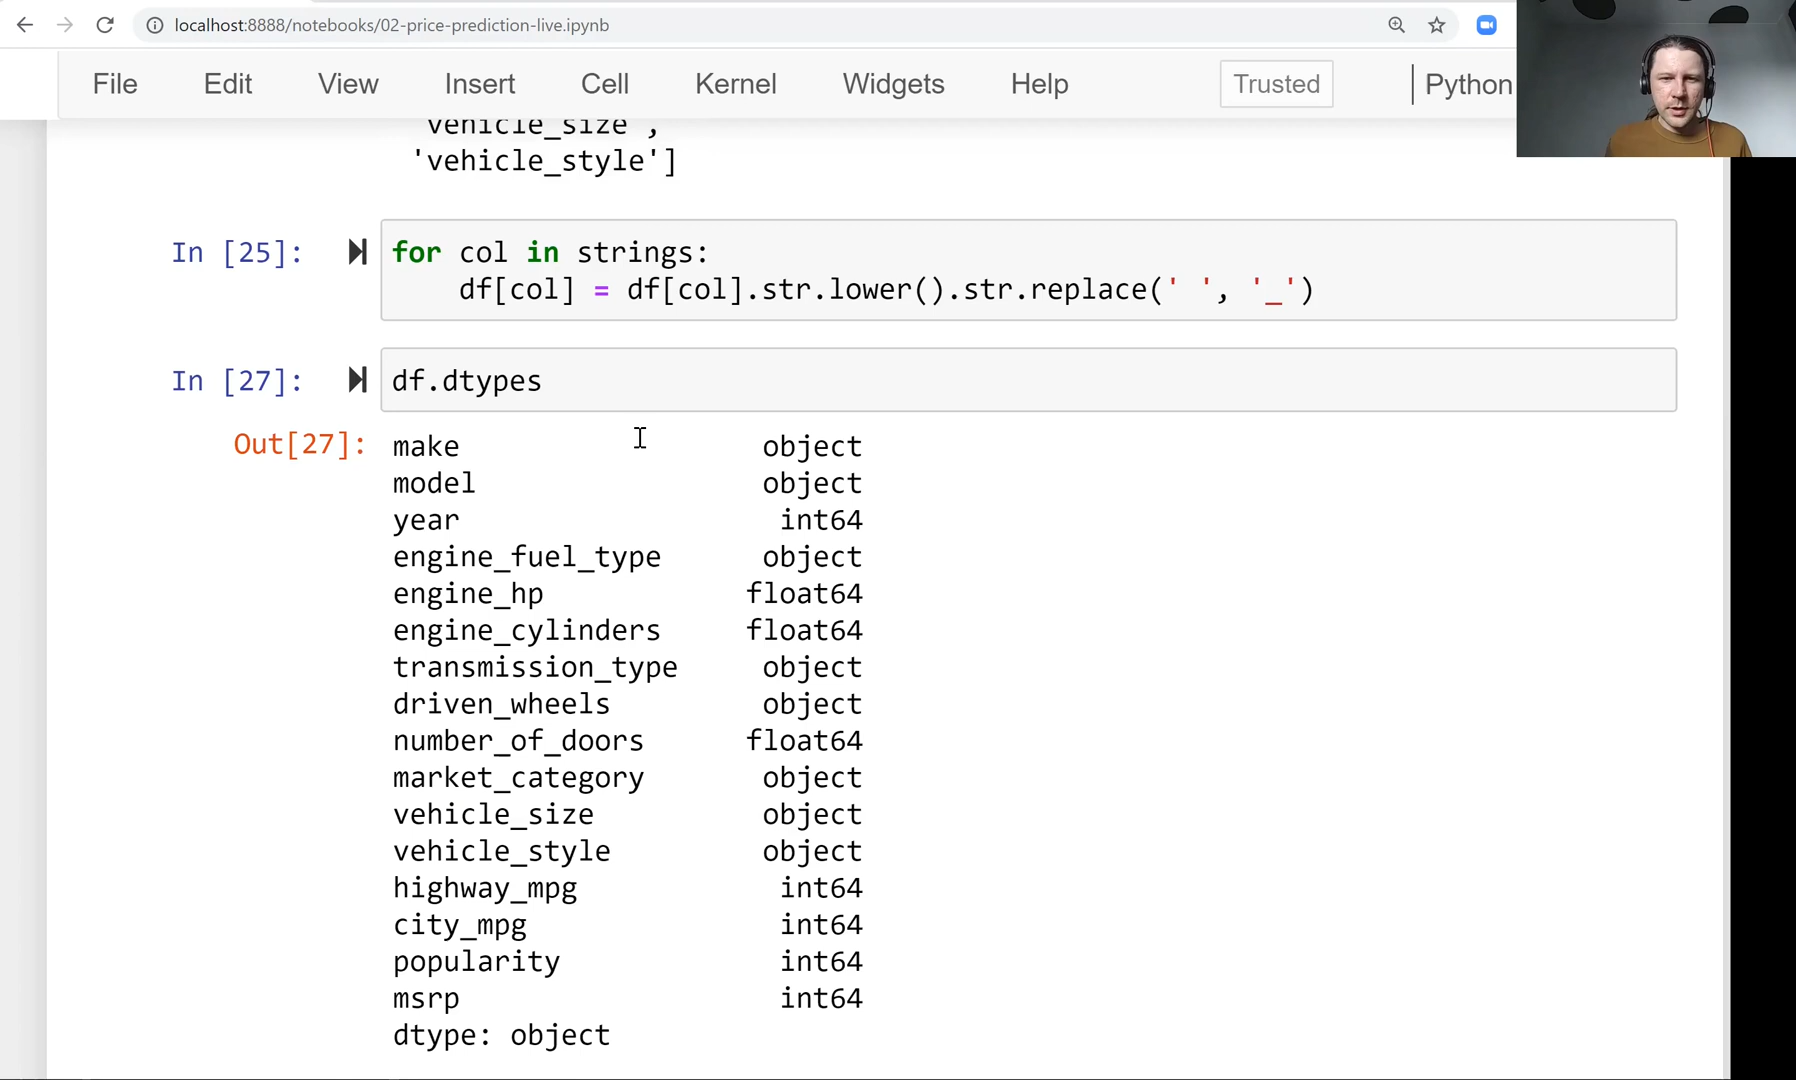 localhost:8888/notebooks/02-price-prediction-live.ipynb
File Edit View Insert Cell Kernel Widgets Help Trusted Python
'vehicle_size',
'vehicle_style']
In [25]: for col in strings:
df[col] = df[col].str.lower().str.replace(' ', '_')
In [27]: df.dtypes
Out[27]: make object
model object
year int64
engine_fuel_type object
engine_hp float64
engine_cylinders float64
transmission_type object
driven_wheels object
number_of_doors float64
market_category object
vehicle_size object
vehicle_style object
highway_mpg int64
city_mpg int64
popularity int64
msrp int64
dtype: object